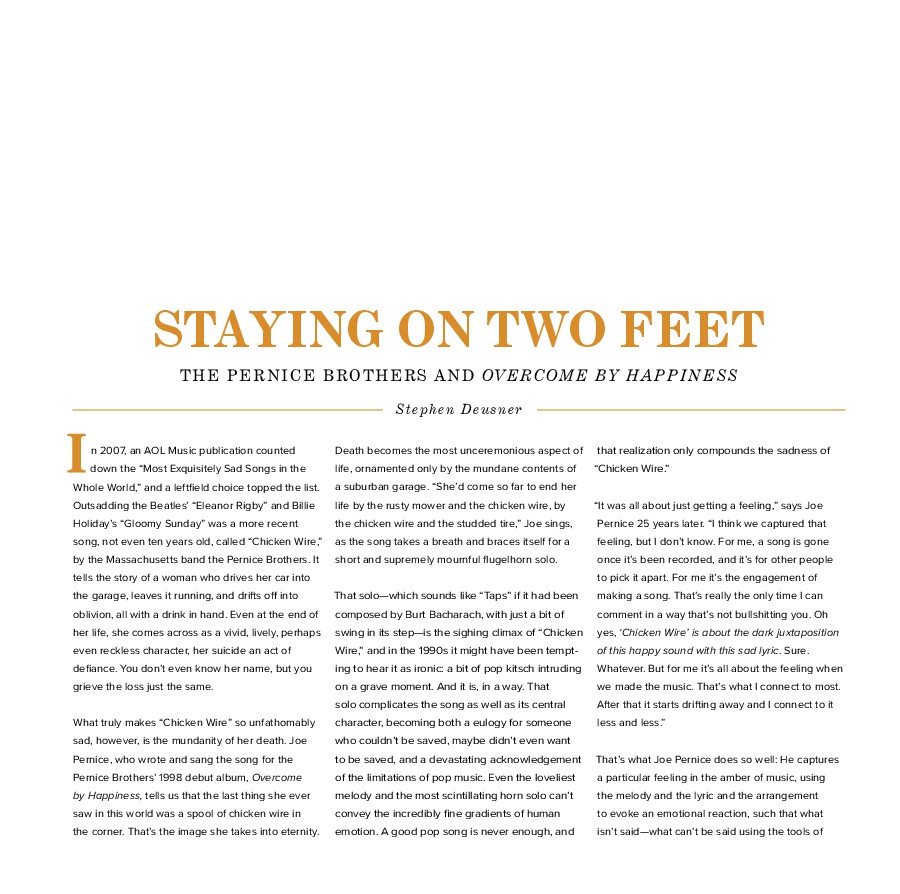 STAYING ON TWO FEET
THE PERNICE BROTHERS AND OVERCOME BY HAPPINESS
Stephen Deusner
In 2007, an AOL Music publication counted
down the “Most Exquisitely Sad Songs in the
Whole World,” and a leftfield choice topped the list.
Outsadding the Beatles’ “Eleanor Rigby” and Billie
Holiday’s “Gloomy Sunday” was a more recent
song, not even ten years old, called “Chicken Wire,”
by the Massachusetts band the Pernice Brothers. It
tells the story of a woman who drives her car into
the garage, leaves it running, and drifts off into
oblivion, all with a drink in hand. Even at the end of
her life, she comes across as a vivid, lively, perhaps
even reckless character, her suicide an act of
defiance. You don’t even know her name, but you
grieve the loss just the same.
What truly makes “Chicken Wire” so unfathomably
sad, however, is the mundanity of her death. Joe
Pernice, who wrote and sang the song for the
Pernice Brothers’ 1998 debut album, Overcome
by Happiness, tells us that the last thing she ever
saw in this world was a spool of chicken wire in
the corner. That’s the image she takes into eternity.
Death becomes the most unceremonious aspect of
life, ornamented only by the mundane contents of
a suburban garage. “She’d come so far to end her
life by the rusty mower and the chicken wire, by
the chicken wire and the studded tire,” Joe sings,
as the song takes a breath and braces itself for a
short and supremely mournful flugelhorn solo.
That solo—which sounds like “Taps” if it had been
composed by Burt Bacharach, with just a bit of
swing in its step—is the sighing climax of “Chicken
Wire,” and in the 1990s it might have been tempt-
ing to hear it as ironic: a bit of pop kitsch intruding
on a grave moment. And it is, in a way. That
solo complicates the song as well as its central
character, becoming both a eulogy for someone
who couldn’t be saved, maybe didn’t even want
to be saved, and a devastating acknowledgement
of the limitations of pop music. Even the loveliest
melody and the most scintillating horn solo can’t
convey the incredibly fine gradients of human
emotion. A good pop song is never enough, and
that realization only compounds the sadness of
“Chicken Wire.”
“It was all about just getting a feeling,” says Joe
Pernice 25 years later. “I think we captured that
feeling, but I don’t know. For me, a song is gone
once it’s been recorded, and it’s for other people
to pick it apart. For me it’s the engagement of
making a song. That’s really the only time I can
comment in a way that’s not bullshitting you. Oh
yes, ‘Chicken Wire’ is about the dark juxtaposition
of this happy sound with this sad lyric. Sure.
Whatever. But for me it’s all about the feeling when
we made the music. That’s what I connect to most.
After that it starts drifting away and I connect to it
less and less.”
That’s what Joe Pernice does so well: He captures
a particular feeling in the amber of music, using
the melody and the lyric and the arrangement
to evoke an emotional reaction, such that what
isn’t said—what can’t be said using the tools of